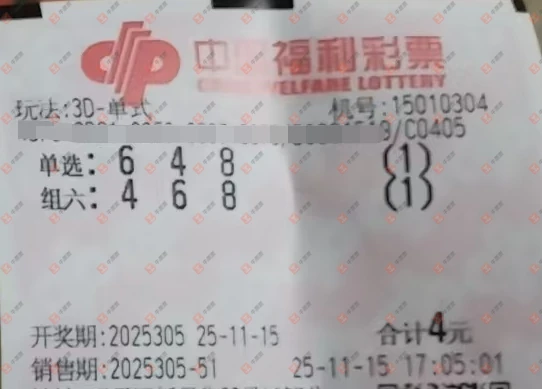 中国福利彩票
CHINA WELFARE LOTTERY
玩法:3D-单式 机号:15010304
/C0405
单选: 6 4 8 (1)
组六: 4 6 8 (1)
开奖期:2025305 25-11-15 合计4元
销售期:2025305-51 25-11-15 17:05:01